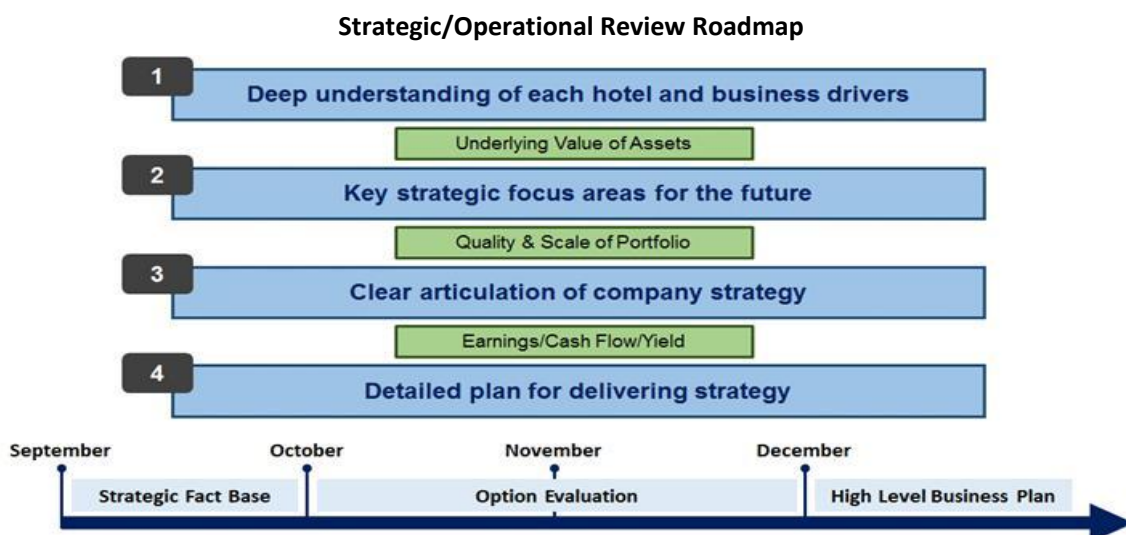 Strategic/Operational Review Roadmap
1
Deep understanding of each hotel and business drivers
Underlying Value of Assets
2
Key strategic focus areas for the future
Quality & Scale of Portfolio
3
Clear articulation of company strategy
Earnings/Cash Flow/Yield
4
Detailed plan for delivering strategy
September October November December
Strategic Fact Base Option Evaluation High Level Business Plan